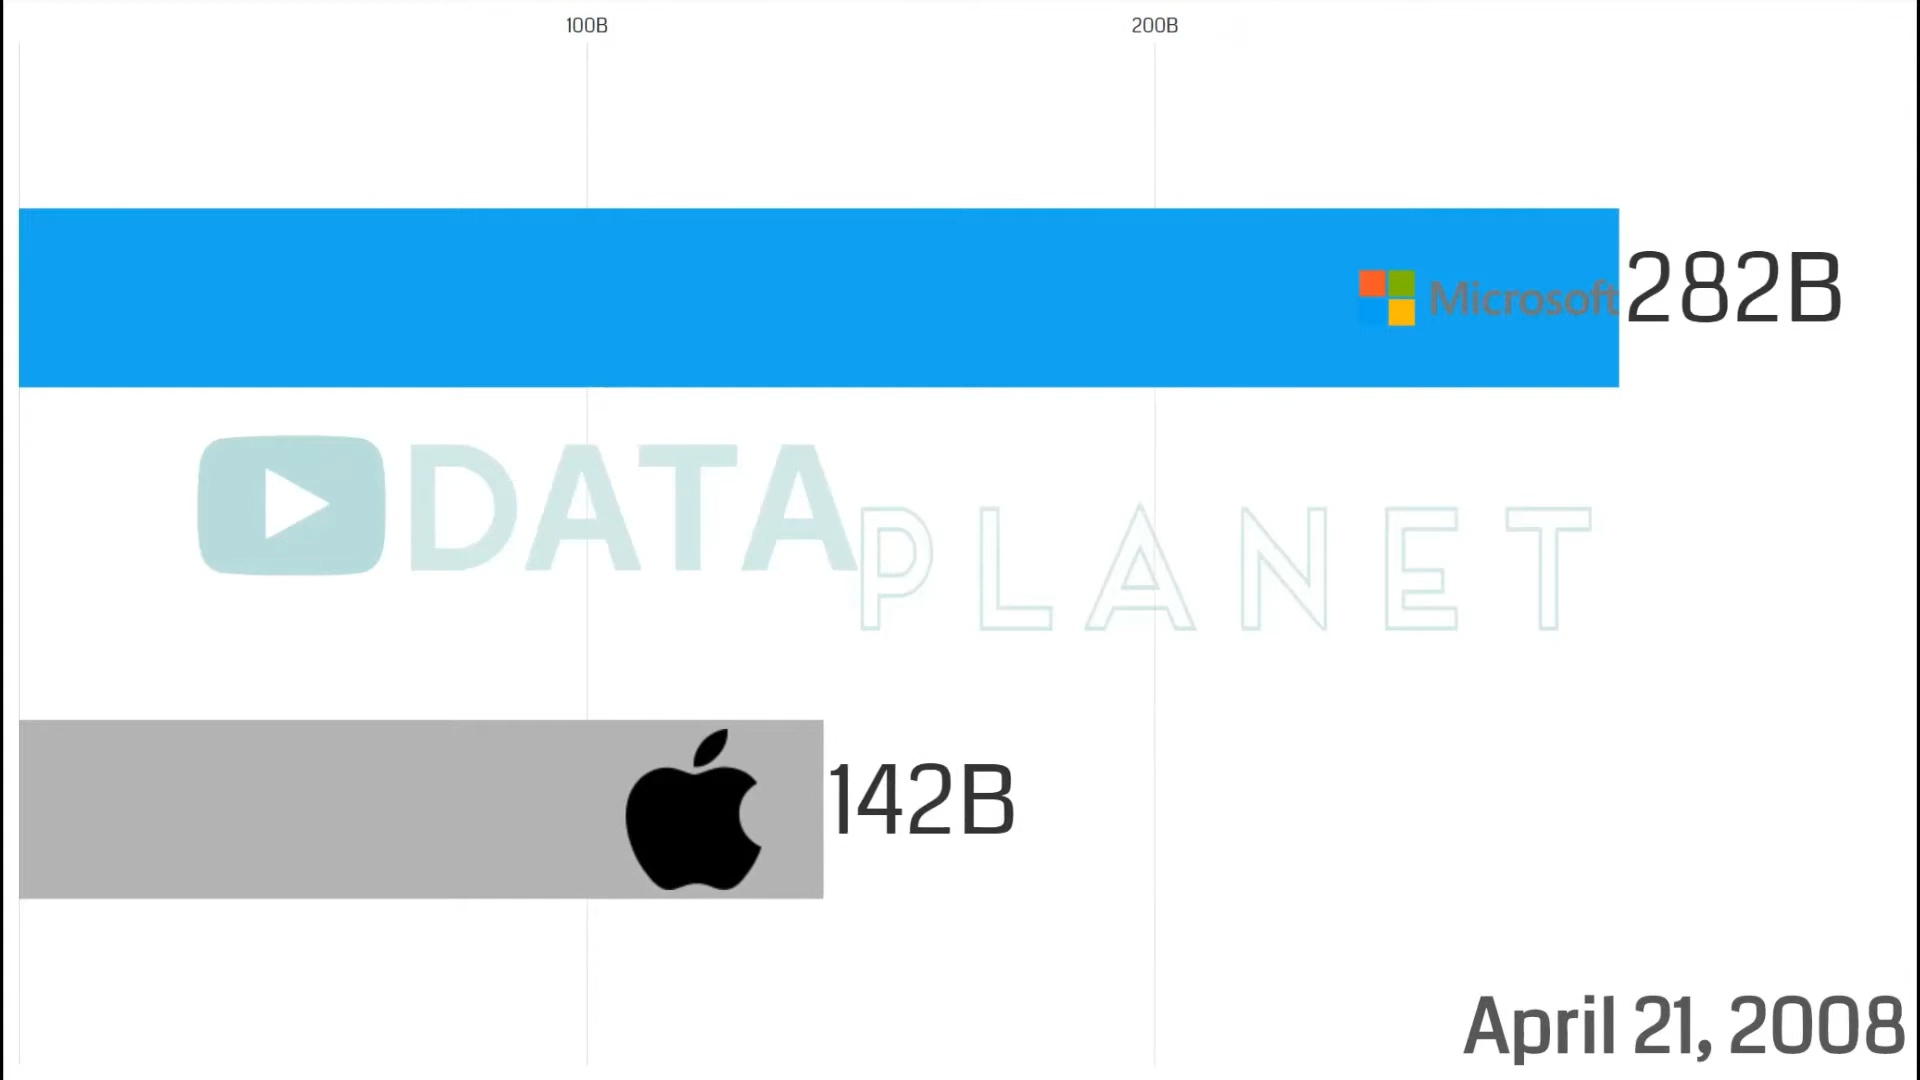 100B 200B
Microsoft 282B
DATA PLANET
142B
April 21, 2008